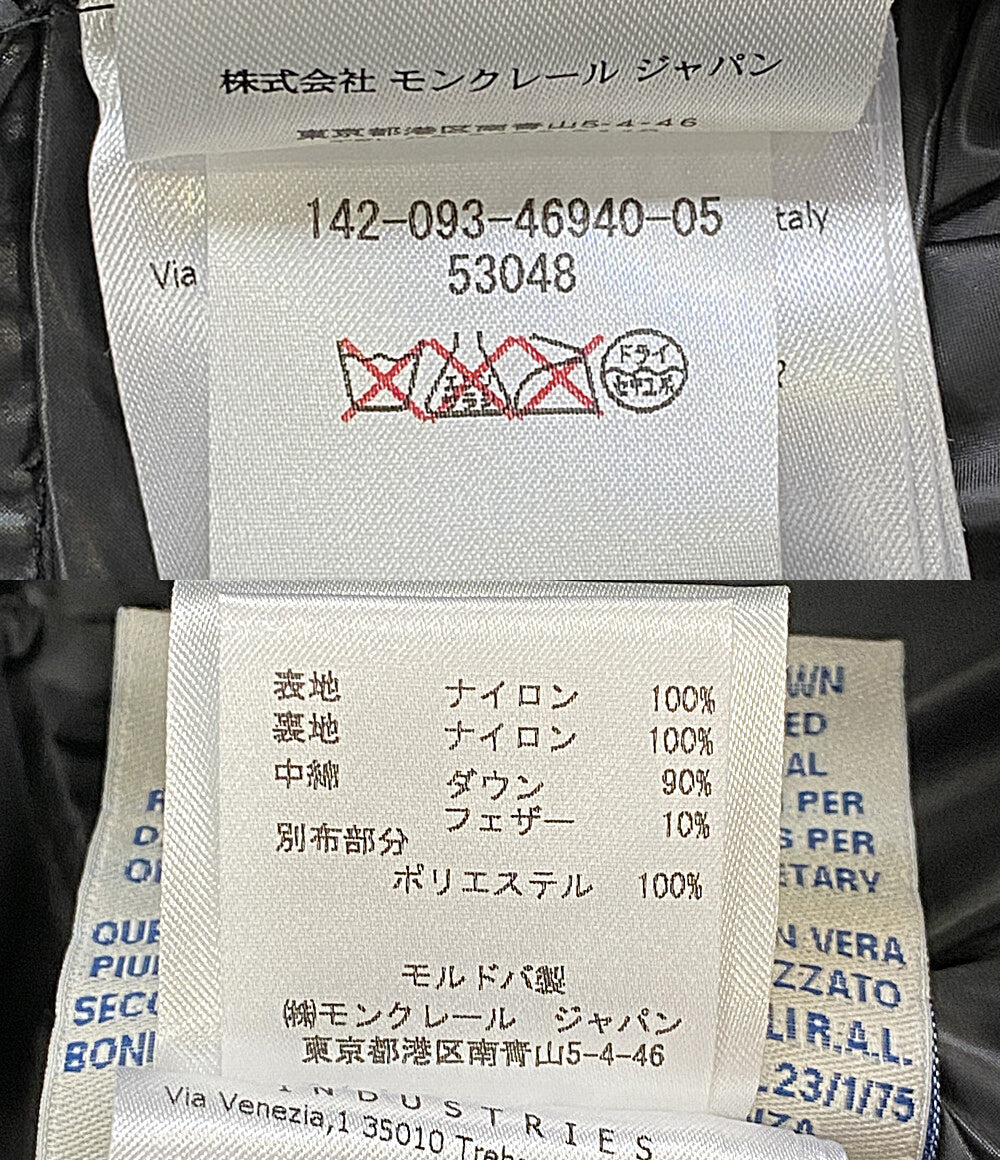 株式会社 モンクレール ジャパン
東京都港区南青山5-4-46
142-093-46940-05
taly
Via
53048
ドライ
セキユ系
エンソ
表地 ナイロン 100%
裏地 ナイロン 100%
中綿 ダウン 90%
フェザー 10%
別布部分
ポリエステル 100%
モルドバ製
㈱モンクレール ジャパン
東京都港区南青山5-4-46
WN
ED
AL
PER
S PER
ETARY
QUE
N VERA
PIU
ZZATO
SECO
LI R.A.L.
BONI
.23/1/75
INDUSTRIES
Via Venezia,1 35010 Treb